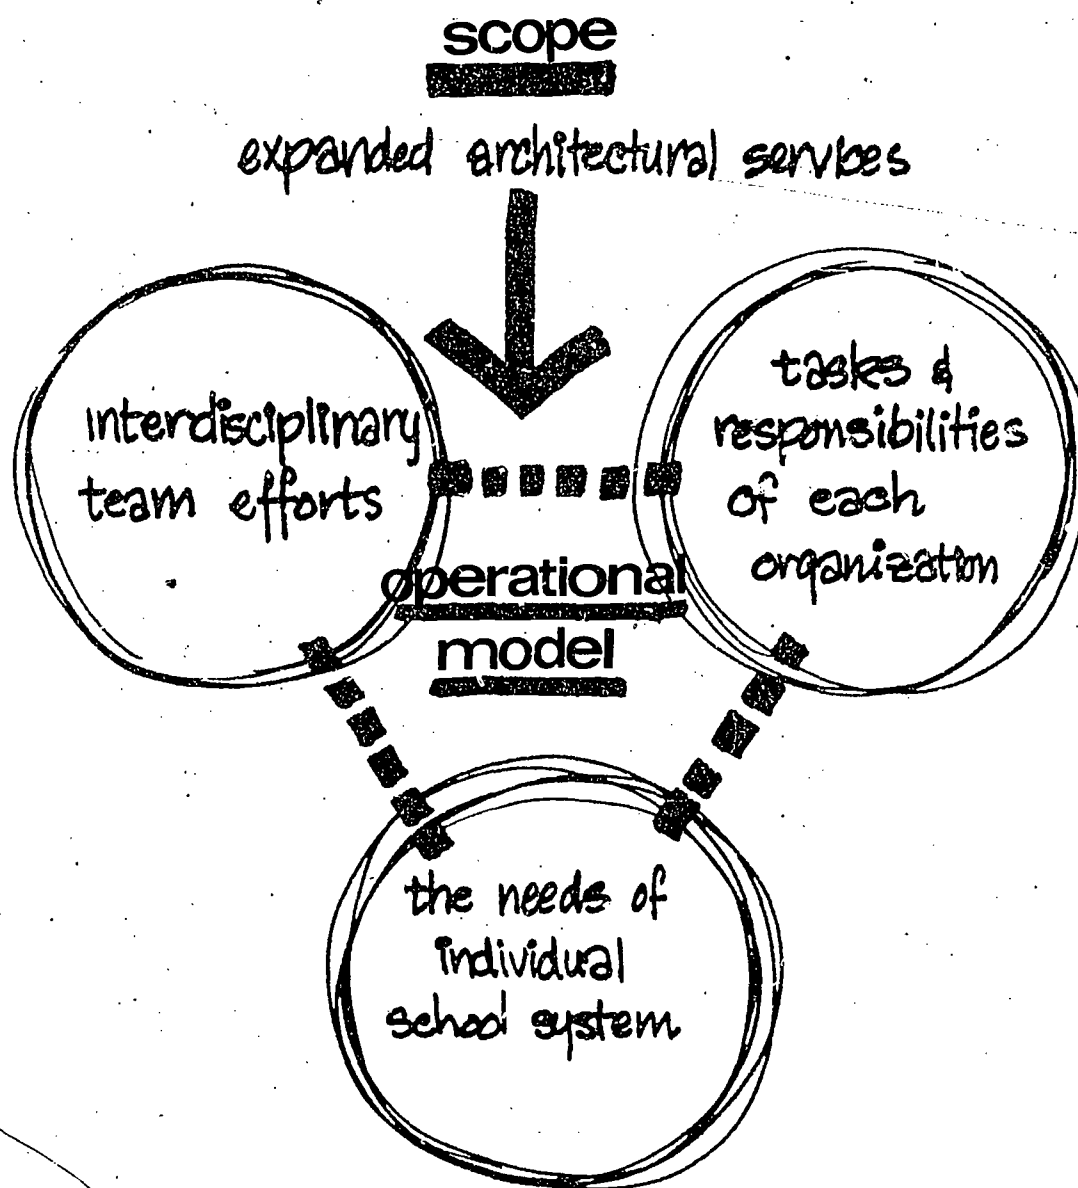 scope
expanded architectural services
interdisciplinary
team efforts
tasks &
responsibilities
of each
organization
operational
model
the needs of
individual
school system